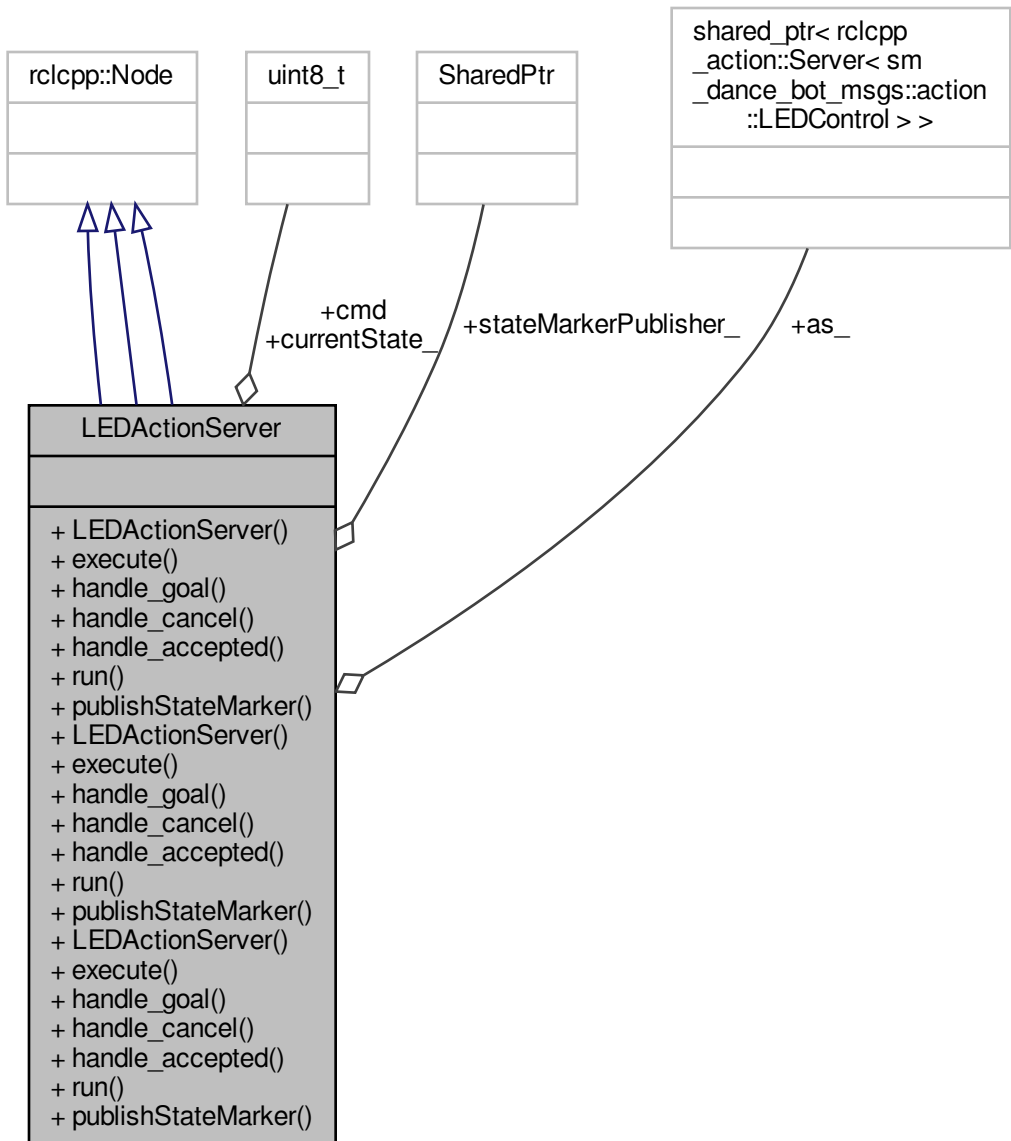 rclcpp::Node
uint8_t
SharedPtr
shared_ptr< rclcpp
_action::Server< sm
_dance_bot_msgs::action
::LEDControl > >
+cmd
+currentState_
+stateMarkerPublisher_
+as_
LEDActionServer
+ LEDActionServer()
+ execute()
+ handle_goal()
+ handle_cancel()
+ handle_accepted()
+ run()
+ publishStateMarker()
+ LEDActionServer()
+ execute()
+ handle_goal()
+ handle_cancel()
+ handle_accepted()
+ run()
+ publishStateMarker()
+ LEDActionServer()
+ execute()
+ handle_goal()
+ handle_cancel()
+ handle_accepted()
+ run()
+ publishStateMarker()